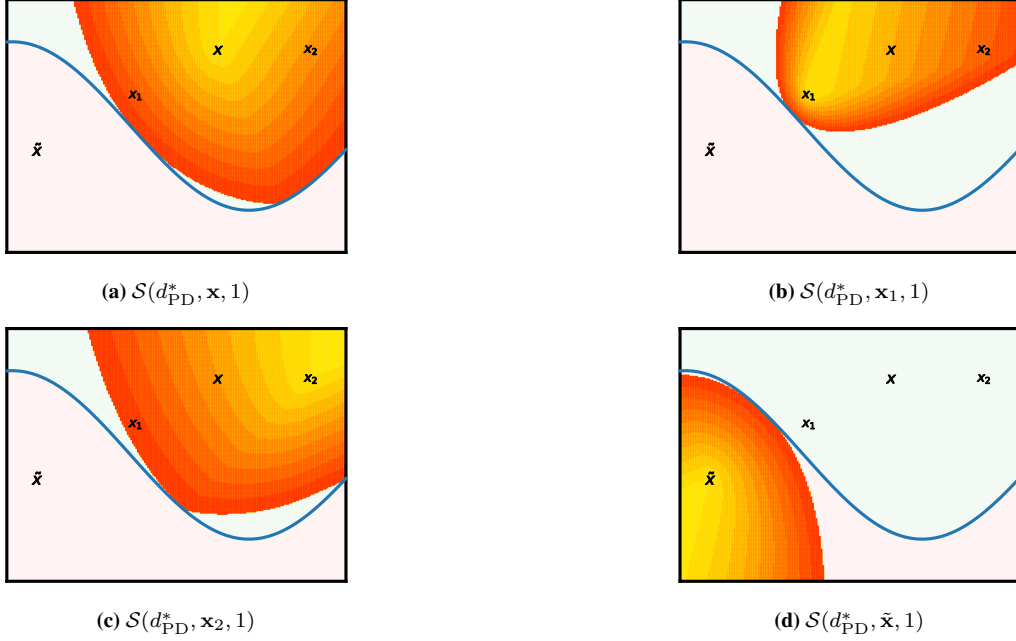 x x₂
x₁
x̃
(a) S(d*_PD, x, 1)
x x₂
x₁
x̃
(b) S(d*_PD, x₁, 1)
x x₂
x₁
x̃
(c) S(d*_PD, x₂, 1)
x x₂
x₁
x̃
(d) S(d*_PD, x̃, 1)